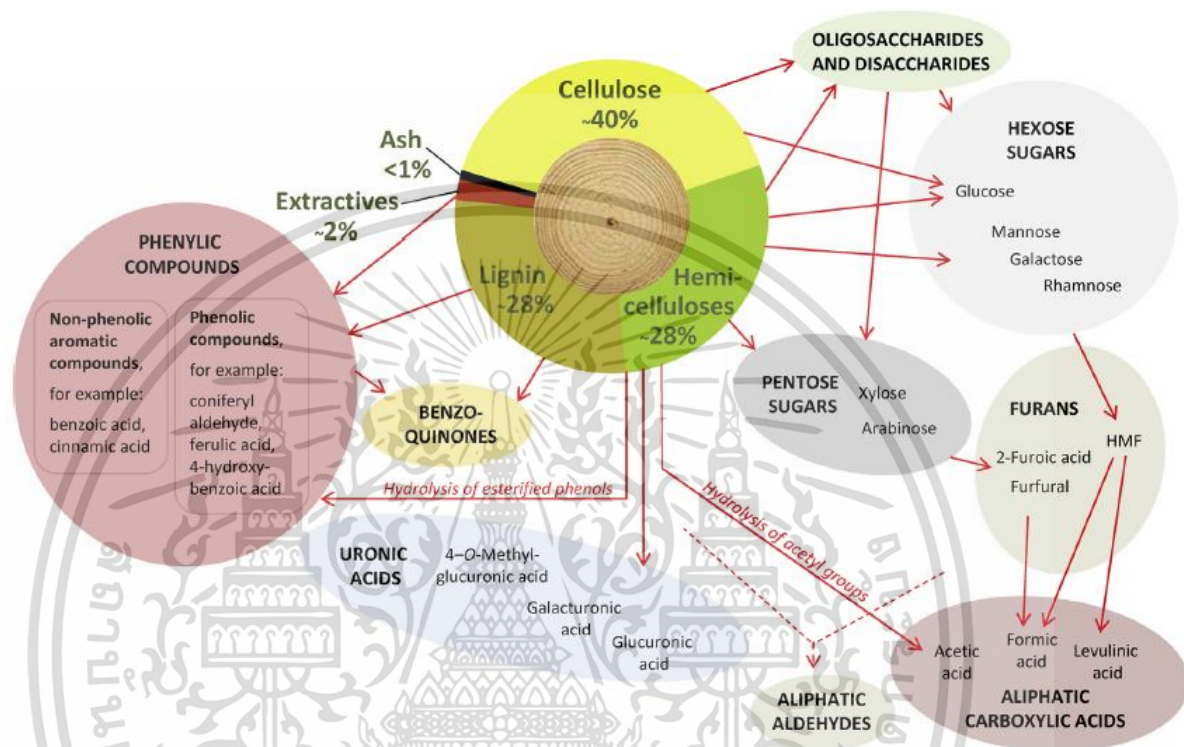 OLIGOSACCHARIDES
AND DISACCHARIDES
Cellulose
~40%
Ash
<1%
Extractives
~2%
Lignin
~28%
Hemi-
celluloses
~28%
HEXOSE
SUGARS
Glucose
Mannose
Galactose
Rhamnose
PHENYLIC
COMPOUNDS
Non-phenolic
aromatic
compounds,
for example:
benzoic acid,
cinnamic acid
Phenolic
compounds,
for example:
coniferyl
aldehyde,
ferulic acid,
4-hydroxy-
benzoic acid
BENZO-
QUINONES
PENTOSE
SUGARS
Xylose
Arabinose
FURANS
HMF
2-Furoic acid
Furfural
Hydrolysis of esterified phenols
Hydrolysis of acetyl groups
URONIC
ACIDS
4–O-Methyl-
glucuronic acid
Galacturonic
acid
Glucuronic
acid
ALIPHATIC
ALDEHYDES
Acetic
acid
Formic
acid
Levulinic
acid
ALIPHATIC
CARBOXYLIC ACIDS